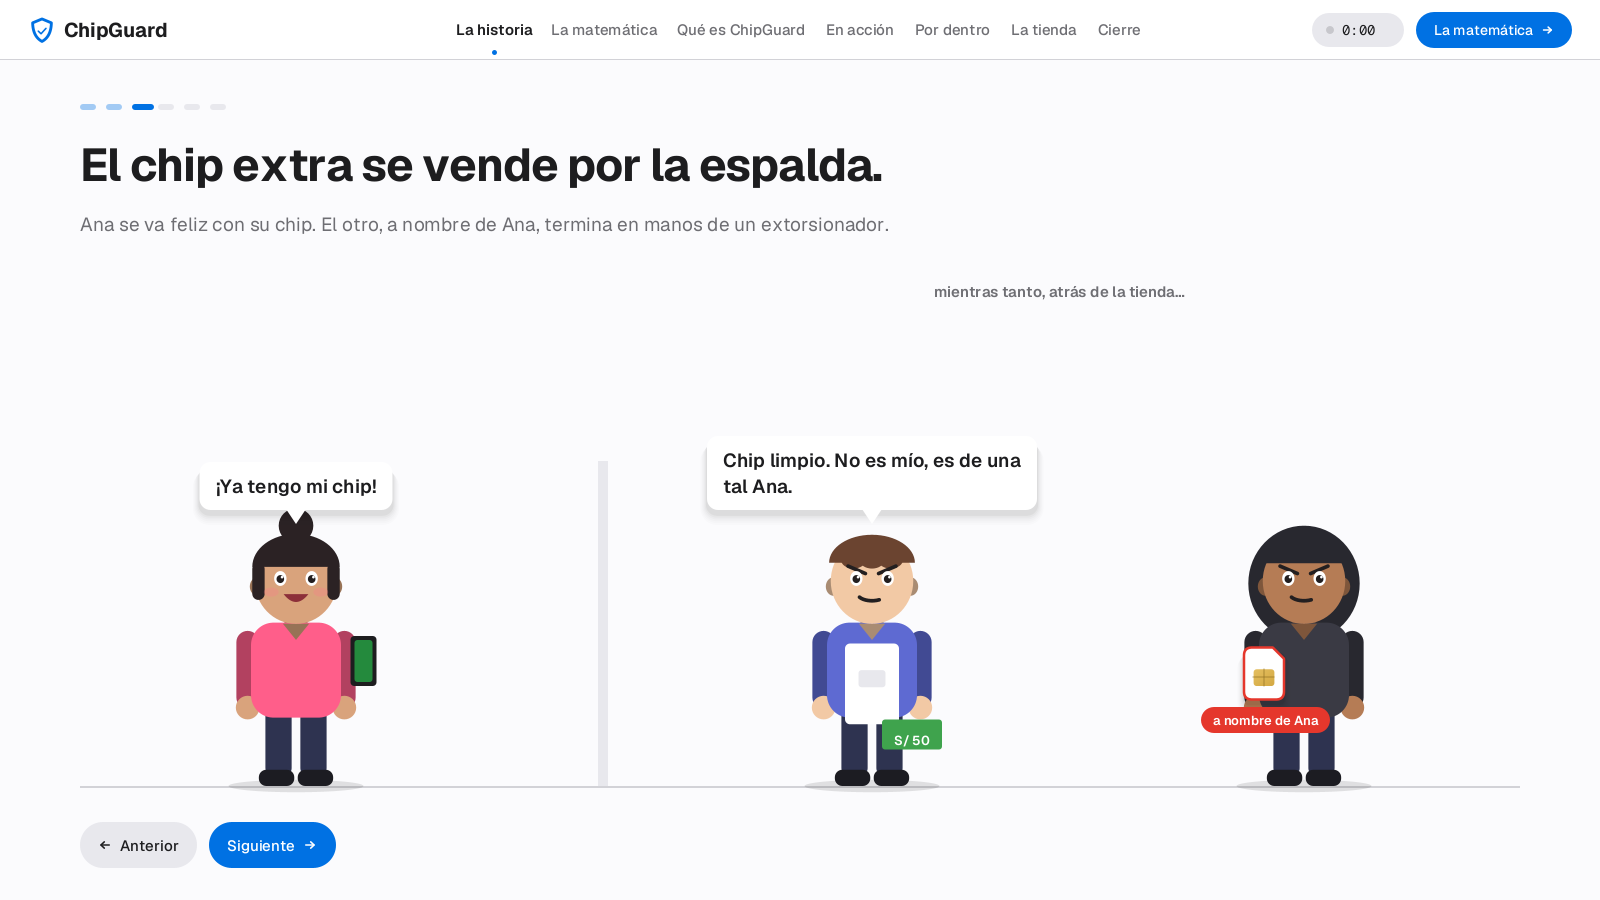 ChipGuard
La historia
La matemática
Qué es ChipGuard
En acción
Por dentro
La tienda
Cierre
0:00
La matemática →
El chip extra se vende por la espalda.
Ana se va feliz con su chip. El otro, a nombre de Ana, termina en manos de un extorsionador.
mientras tanto, atrás de la tienda...
¡Ya tengo mi chip!
Chip limpio. No es mío, es de una
tal Ana.
S/ 50
a nombre de Ana
← Anterior
Siguiente →